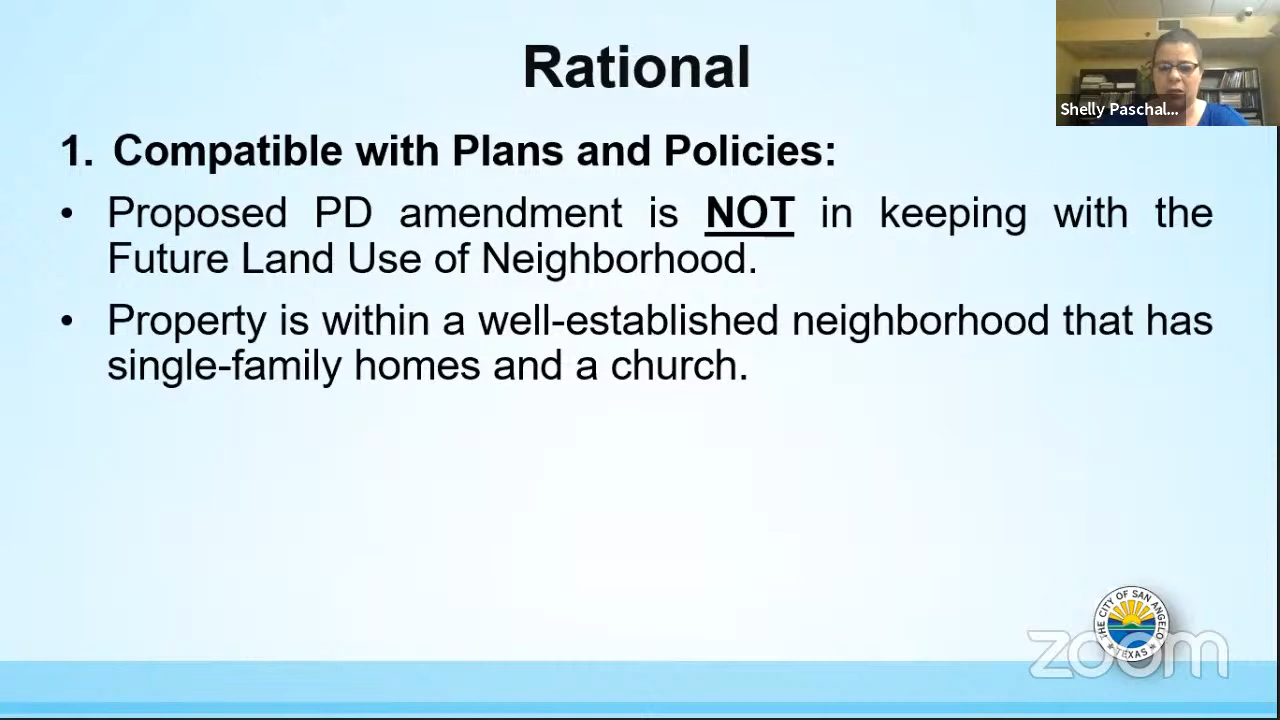 Rational
Shelly Paschal...
1. Compatible with Plans and Policies:
• Proposed PD amendment is NOT in keeping with the
Future Land Use of Neighborhood.
• Property is within a well-established neighborhood that has
single-family homes and a church.
THE CITY OF SAN ANGELO
TEXAS
zoom